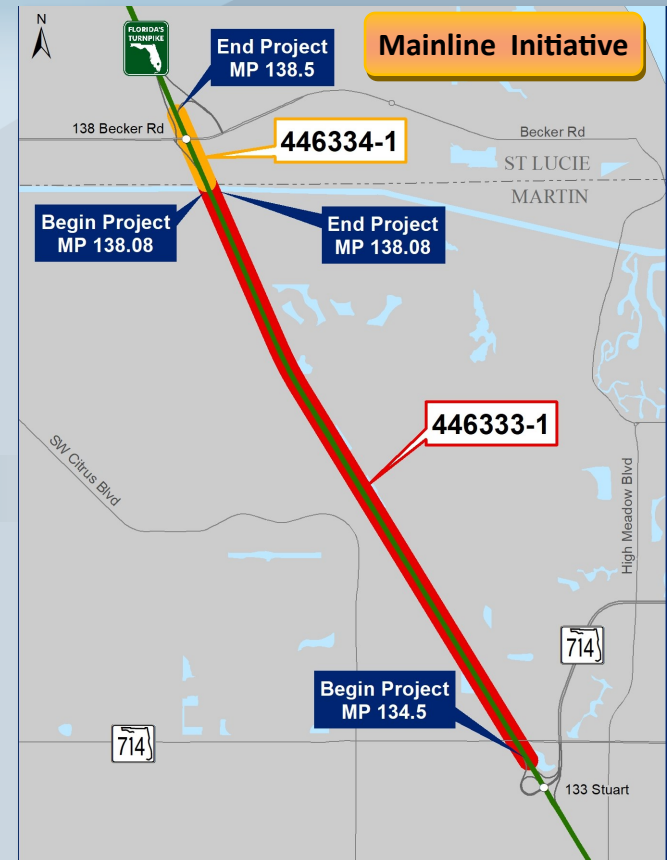 N
FLORIDA'S
TURNPIKE
End Project
MP 138.5
Mainline Initiative
138 Becker Rd
446334-1
Becker Rd
ST LUCIE
MARTIN
Begin Project
MP 138.08
End Project
MP 138.08
446333-1
SW Citrus Blvd
High Meadow Blvd
714
Begin Project
MP 134.5
714
133 Stuart